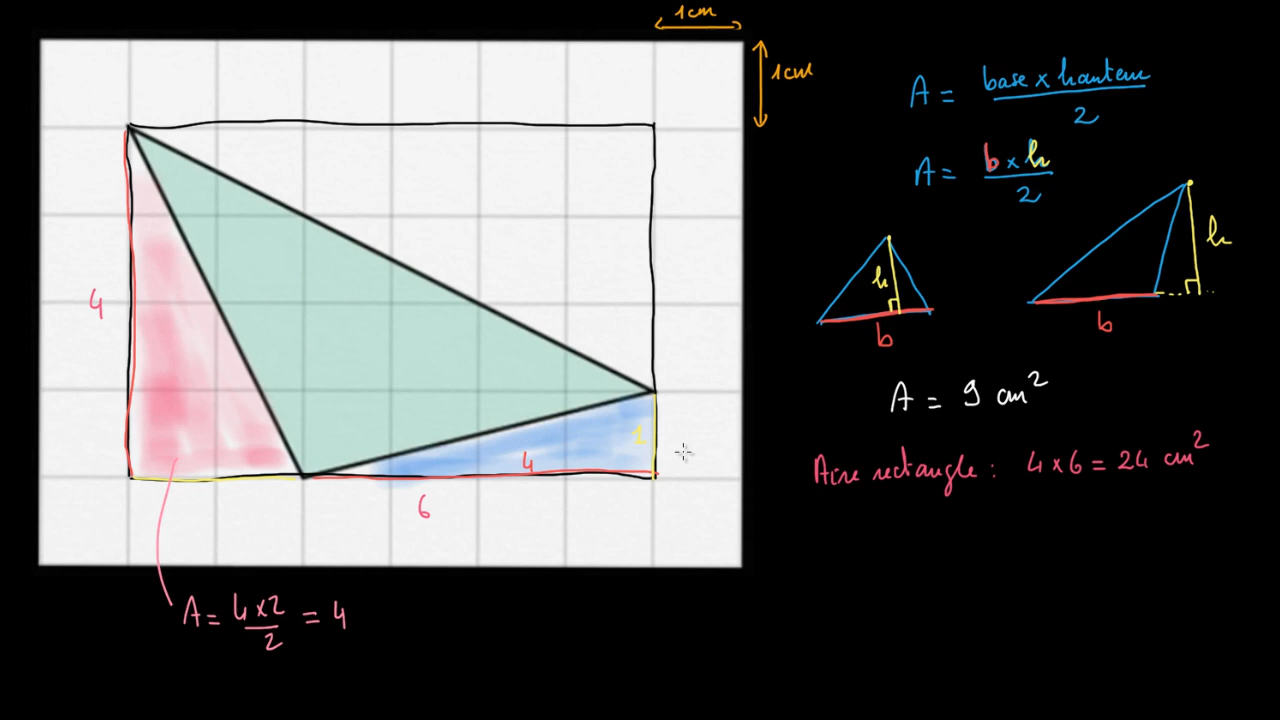 1cm
1cm
A = base x hauteur / 2
A = b x h / 2
h
h
b
b
4
A = 9 cm²
1
4
Aire rectangle : 4 x 6 = 24 cm²
6
A = 4 x 2 / 2 = 4